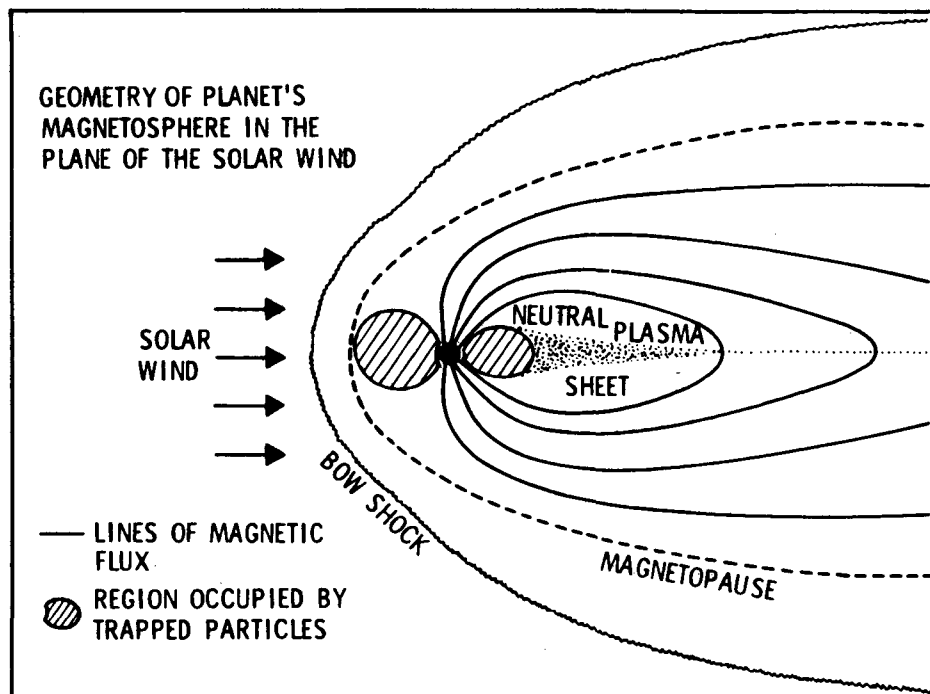 GEOMETRY OF PLANET'S
MAGNETOSPHERE IN THE
PLANE OF THE SOLAR WIND
SOLAR
WIND
NEUTRAL PLASMA
SHEET
BOW SHOCK
MAGNETOPAUSE
LINES OF MAGNETIC
FLUX
REGION OCCUPIED BY
TRAPPED PARTICLES